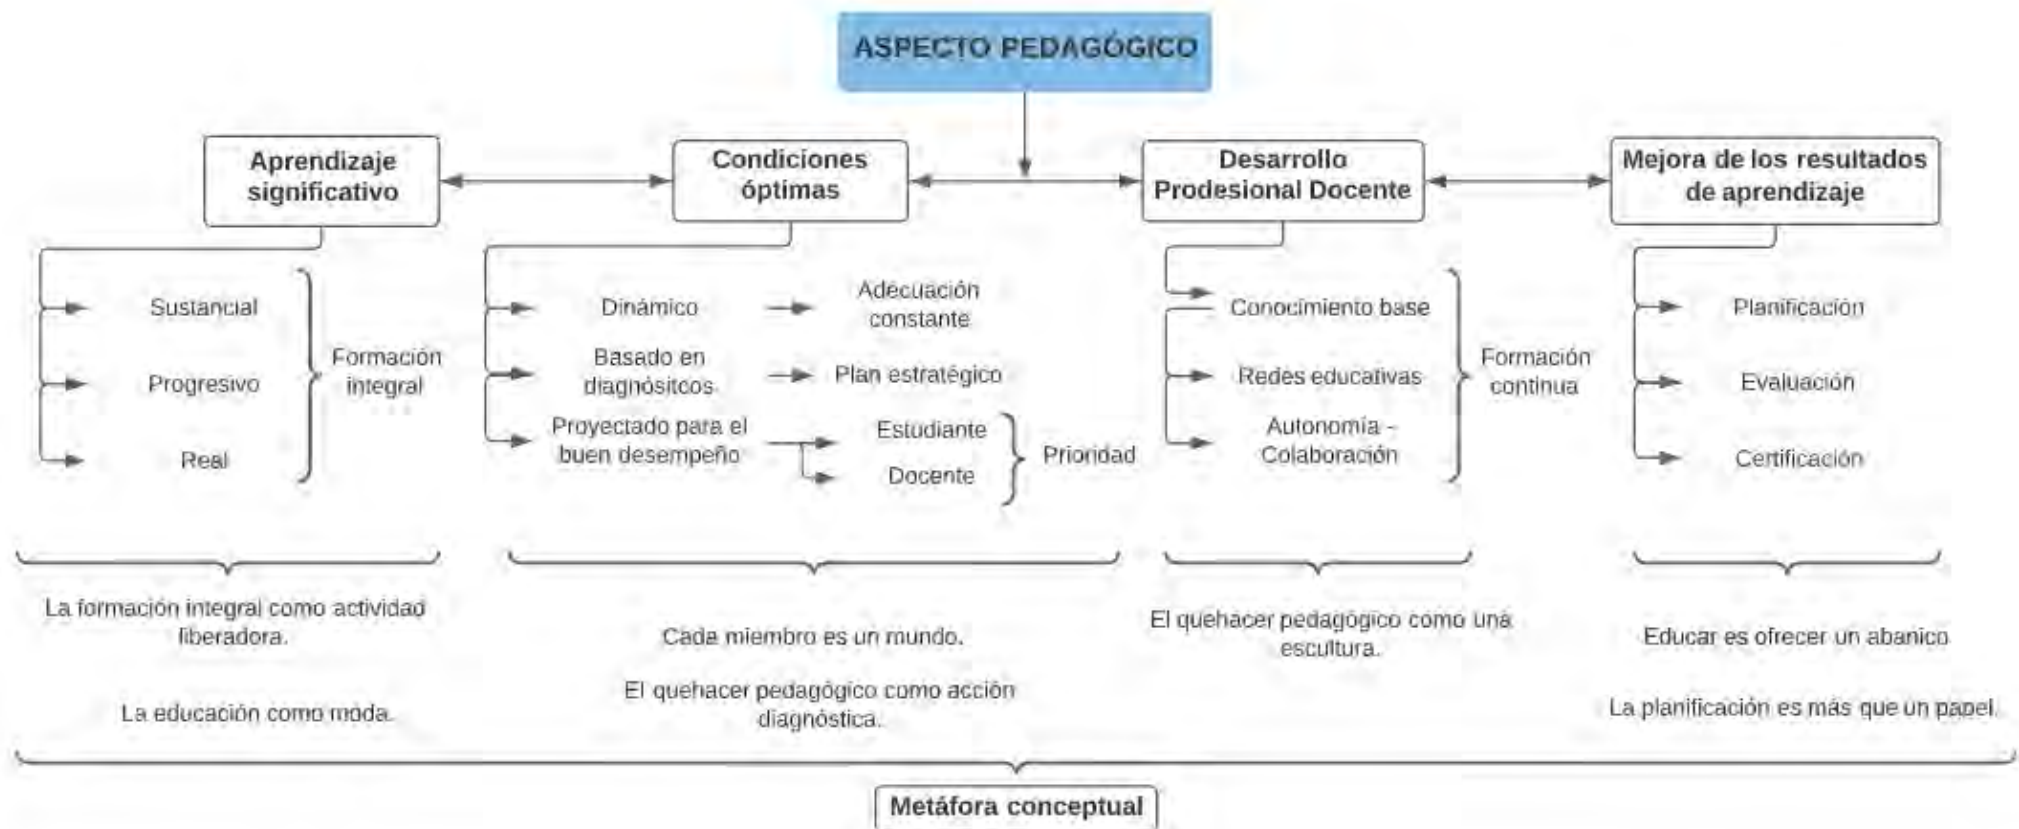 ASPECTO PEDAGÓGICO
Aprendizaje
significativo
Condiciones
óptimas
Desarrollo
Prodesional Docente
Mejora de los resultados
de aprendizaje
Sustancial
Progresivo
Real
Formación
integral
Dinámico
Adecuación
constante
Basado en
diagnósitcos
Plan estratégico
Proyectado para el
buen desempeño
Estudiante
Docente
Prioridad
Conocimiento base
Redes educativas
Autonomía -
Colaboración
Formación
continua
Planificación
Evaluación
Certificación
La formación integral como actividad
liberadora.
La educación como moda.
Cada miembro es un mundo.
El quehacer pedagógico como acción
diagnóstica.
El quehacer pedagógico como una
escultura.
Educar es ofrecer un abanico
La planificación es más que un papel.
Metáfora conceptual